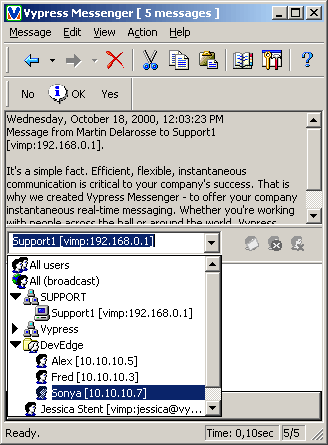 Vypress Messenger [ 5 messages ]
Message Edit View Action Help
No OK Yes
Wednesday, October 18, 2000, 12:03:23 PM
Message from Martin Delarosse to Support1
[vimp:192.168.0.1].
It's a simple fact. Efficient, flexible, instantaneous
communication is critical to your company's success. That is
why we created Vypress Messenger - to offer your company
instantaneous real-time messaging. Whether you're working
with people across the hall or around the world, Vypress
Support1 [vimp:192.168.0.1]
All users
All (broadcast)
SUPPORT
Support1 [vimp:192.168.0.1]
Vypress
DevEdge
Alex [10.10.10.5]
Fred [10.10.10.3]
Sonya [10.10.10.7]
Jessica Stent [vimp:jessica@vy...
Ready. Time: 0,10sec 5/5